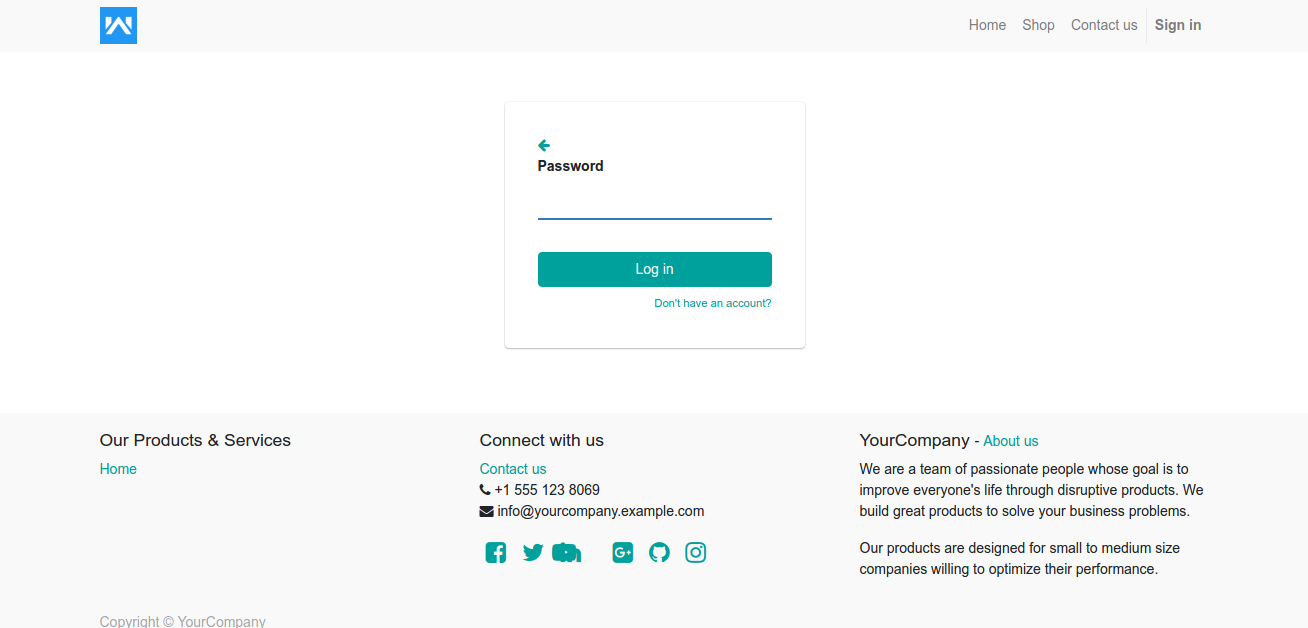 Home Shop Contact us Sign in
Password
Log in
Don't have an account?
Our Products & Services
Home
Connect with us
Contact us
+1 555 123 8069
info@yourcompany.example.com
YourCompany - About us
We are a team of passionate people whose goal is to
improve everyone's life through disruptive products. We
build great products to solve your business problems.
Our products are designed for small to medium size
companies willing to optimize their performance.
Copyright © YourCompany